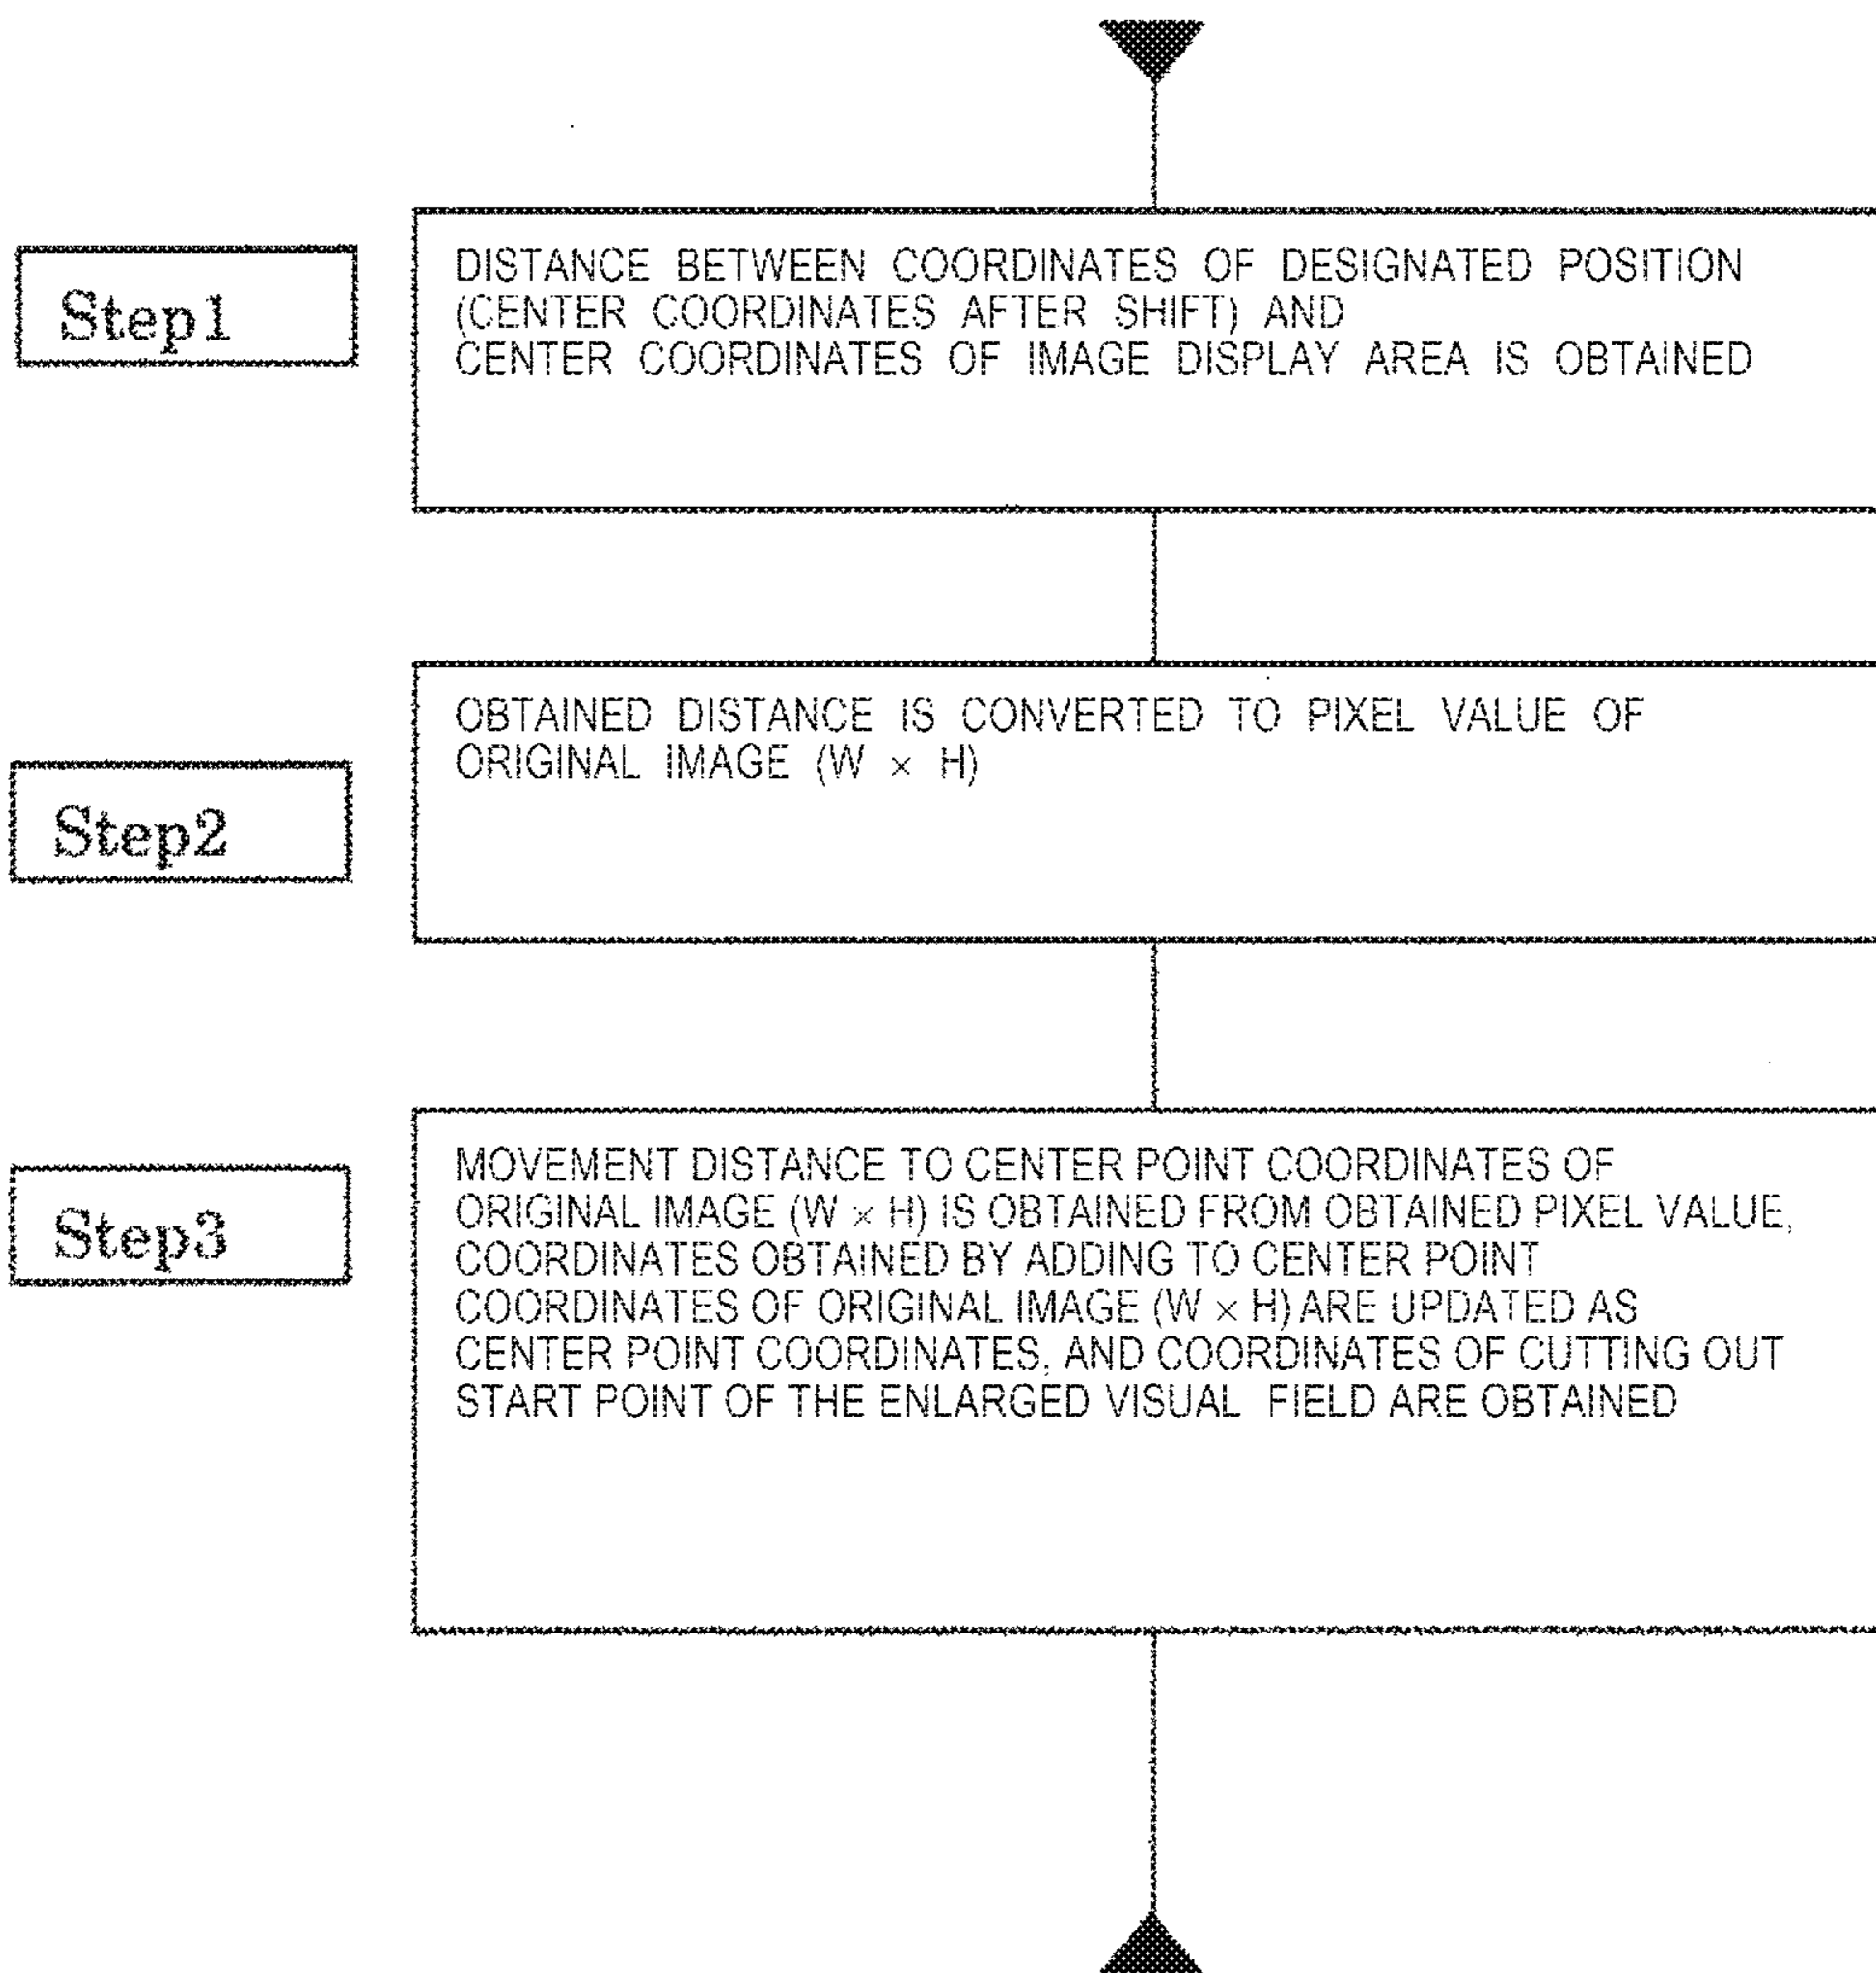 Step1
DISTANCE BETWEEN COORDINATES OF DESIGNATED POSITION
(CENTER COORDINATES AFTER SHIFT) AND
CENTER COORDINATES OF IMAGE DISPLAY AREA IS OBTAINED
Step2
OBTAINED DISTANCE IS CONVERTED TO PIXEL VALUE OF
ORIGINAL IMAGE (W × H)
Step3
MOVEMENT DISTANCE TO CENTER POINT COORDINATES OF
ORIGINAL IMAGE (W × H) IS OBTAINED FROM OBTAINED PIXEL VALUE,
COORDINATES OBTAINED BY ADDING TO CENTER POINT
COORDINATES OF ORIGINAL IMAGE (W × H) ARE UPDATED AS
CENTER POINT COORDINATES, AND COORDINATES OF CUTTING OUT
START POINT OF THE ENLARGED VISUAL FIELD ARE OBTAINED